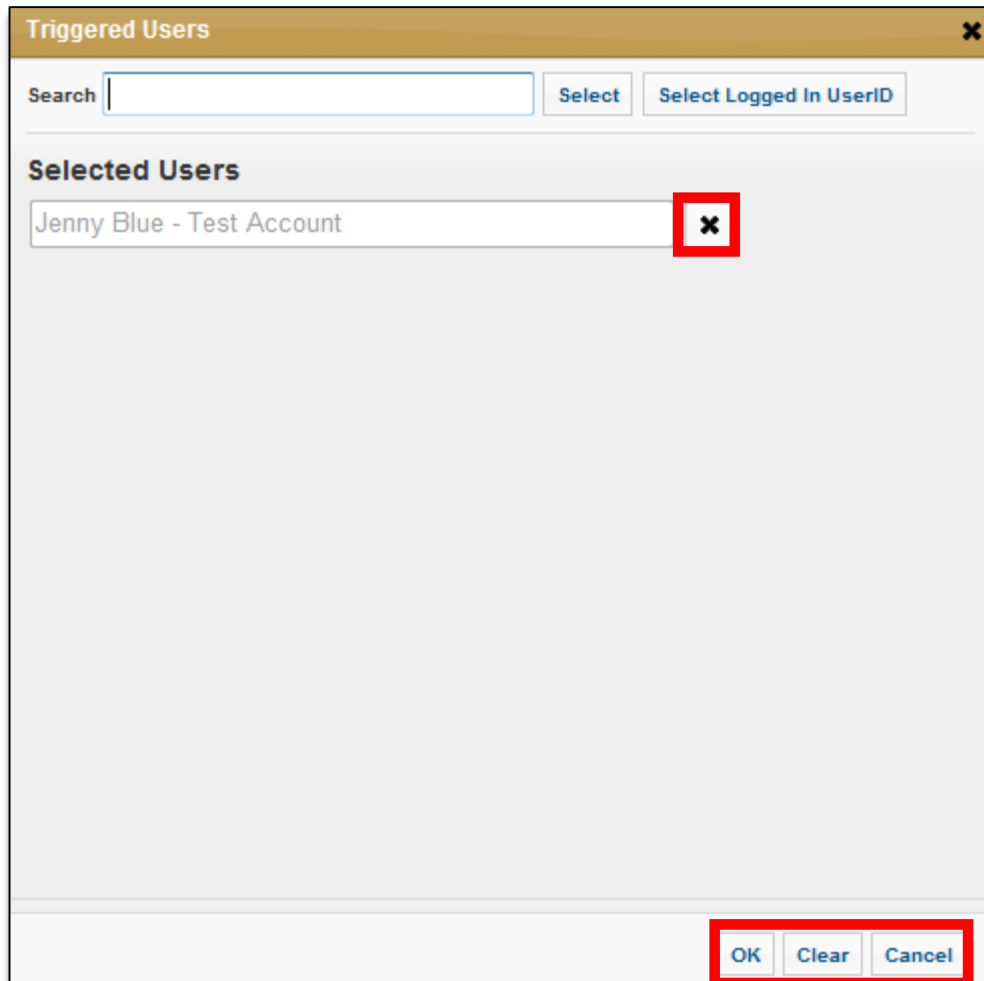 Triggered Users
Search Select Select Logged In UserID
Selected Users
Jenny Blue - Test Account
OK Clear Cancel